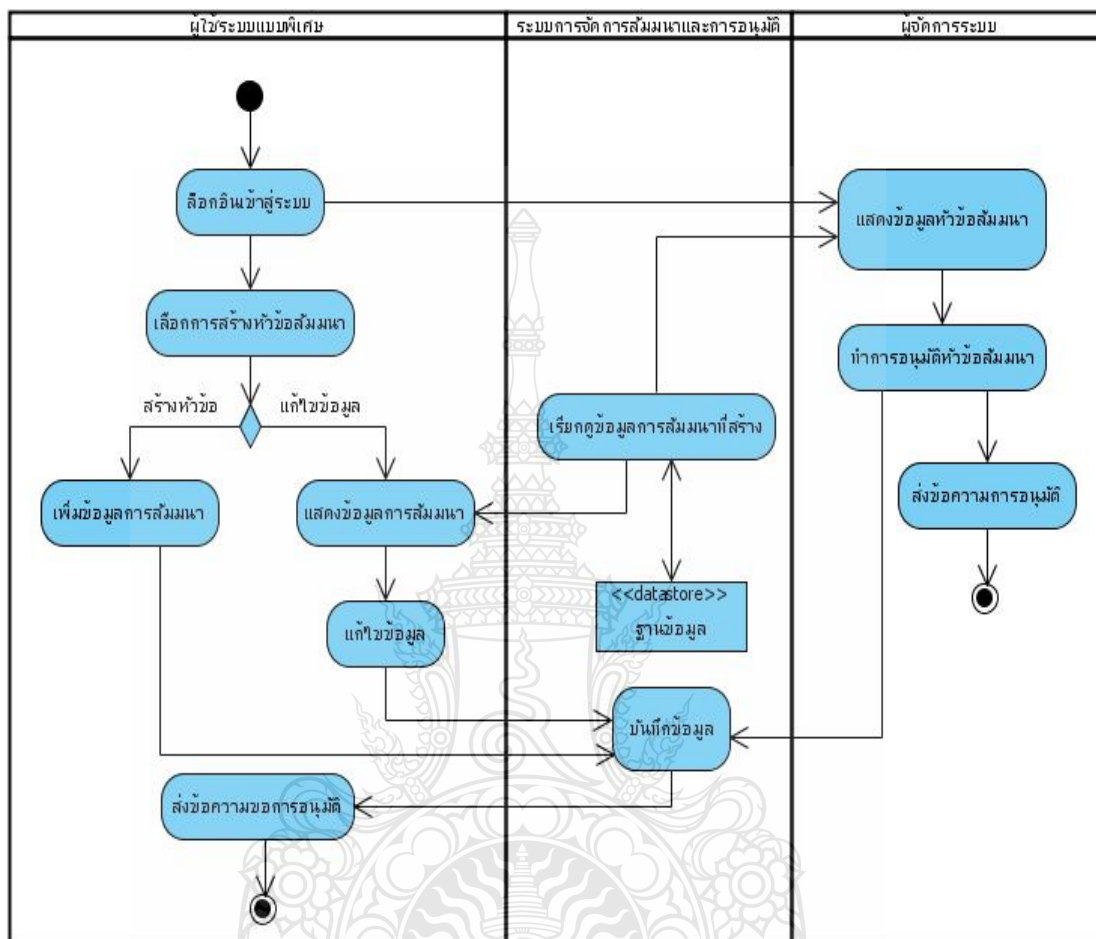 ผู้ใช้ระบบแบบพิเศษ
ระบบการจัดการสัมมนาและการอนุมัติ
ผู้จัดการระบบ
ล็อกอินเข้าสู่ระบบ
แสดงข้อมูลหัวข้อสัมมนา
เลือกการสร้างหัวข้อสัมมนา
ทำการอนุมัติหัวข้อสัมมนา
สร้างหัวข้อ
แก้ไขข้อมูล
เรียกดูข้อมูลการสัมมนาที่สร้าง
เพิ่มข้อมูลการสัมมนา
แสดงข้อมูลการสัมมนา
ส่งข้อความการอนุมัติ
<<datastore>>
ฐานข้อมูล
แก้ไขข้อมูล
บันทึกข้อมูล
ส่งข้อความขอการอนุมัติ